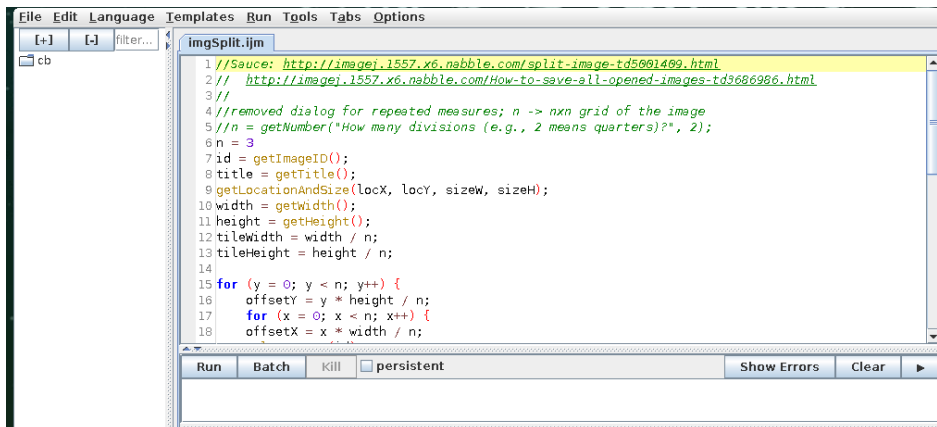 File Edit Language Templates Run Tools Tabs Options
[+] [-] filter... imgSplit.ijm
cb
1 //Sauce: http://imagej.1557.x6.nabble.com/split-image-td5001409.html
2 //  http://imagej.1557.x6.nabble.com/How-to-save-all-opened-images-td3686986.html
3 //
4 //removed dialog for repeated measures; n -> nxn grid of the image
5 //n = getNumber("How many divisions (e.g., 2 means quarters)?", 2);
6 n = 3
7 id = getImageID();
8 title = getTitle();
9 getLocationAndSize(locX, locY, sizeW, sizeH);
10 width = getWidth();
11 height = getHeight();
12 tileWidth = width / n;
13 tileHeight = height / n;
14
15 for (y = 0; y < n; y++) {
16     offsetY = y * height / n;
17     for (x = 0; x < n; x++) {
18     offsetX = x * width / n;
Run Batch Kill persistent Show Errors Clear